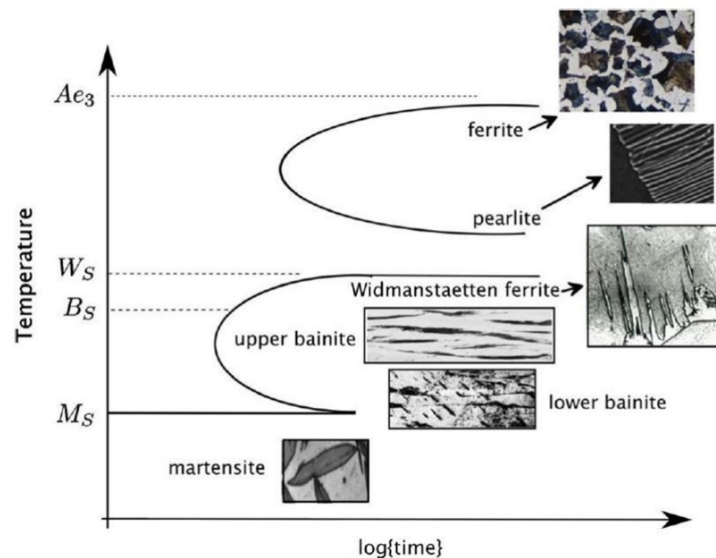 Ae3
ferrite
pearlite
Temperature
WS
Widmanstaetten ferrite
BS
upper bainite
lower bainite
MS
martensite
log{time}